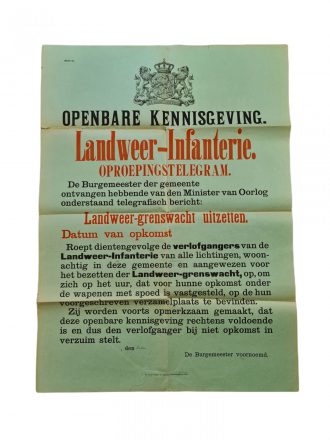 OPENBARE KENNISGEVING.
Landweer-Infanterie.
OPROEPINGSTELEGRAM.
De Burgemeester der gemeente
ontvangen hebbende van den Minister van Oorlog
onderstaand telegrafisch bericht:
Landweer-grenswacht uitzetten.
Datum van opkomst
Roept dientengevolge de verlofgangers van de
Landweer-Infanterie van alle lichtingen, woon-
achtig in deze gemeente en aangewezen voor
het bezetten der Landweer-grenswacht, op, om
zich op het uur, dat voor hunne opkomst onder
de wapenen met spoed is vastgesteld, op de hun
voorgeschreven verzamelplaats te bevinden.
Zij worden voorts opmerkzaam gemaakt, dat
deze openbare kennisgeving rechtens voldoende
is en dus den verlofganger bij niet opkomst in
verzuim stelt.
, den
De Burgemeester voornoemd.